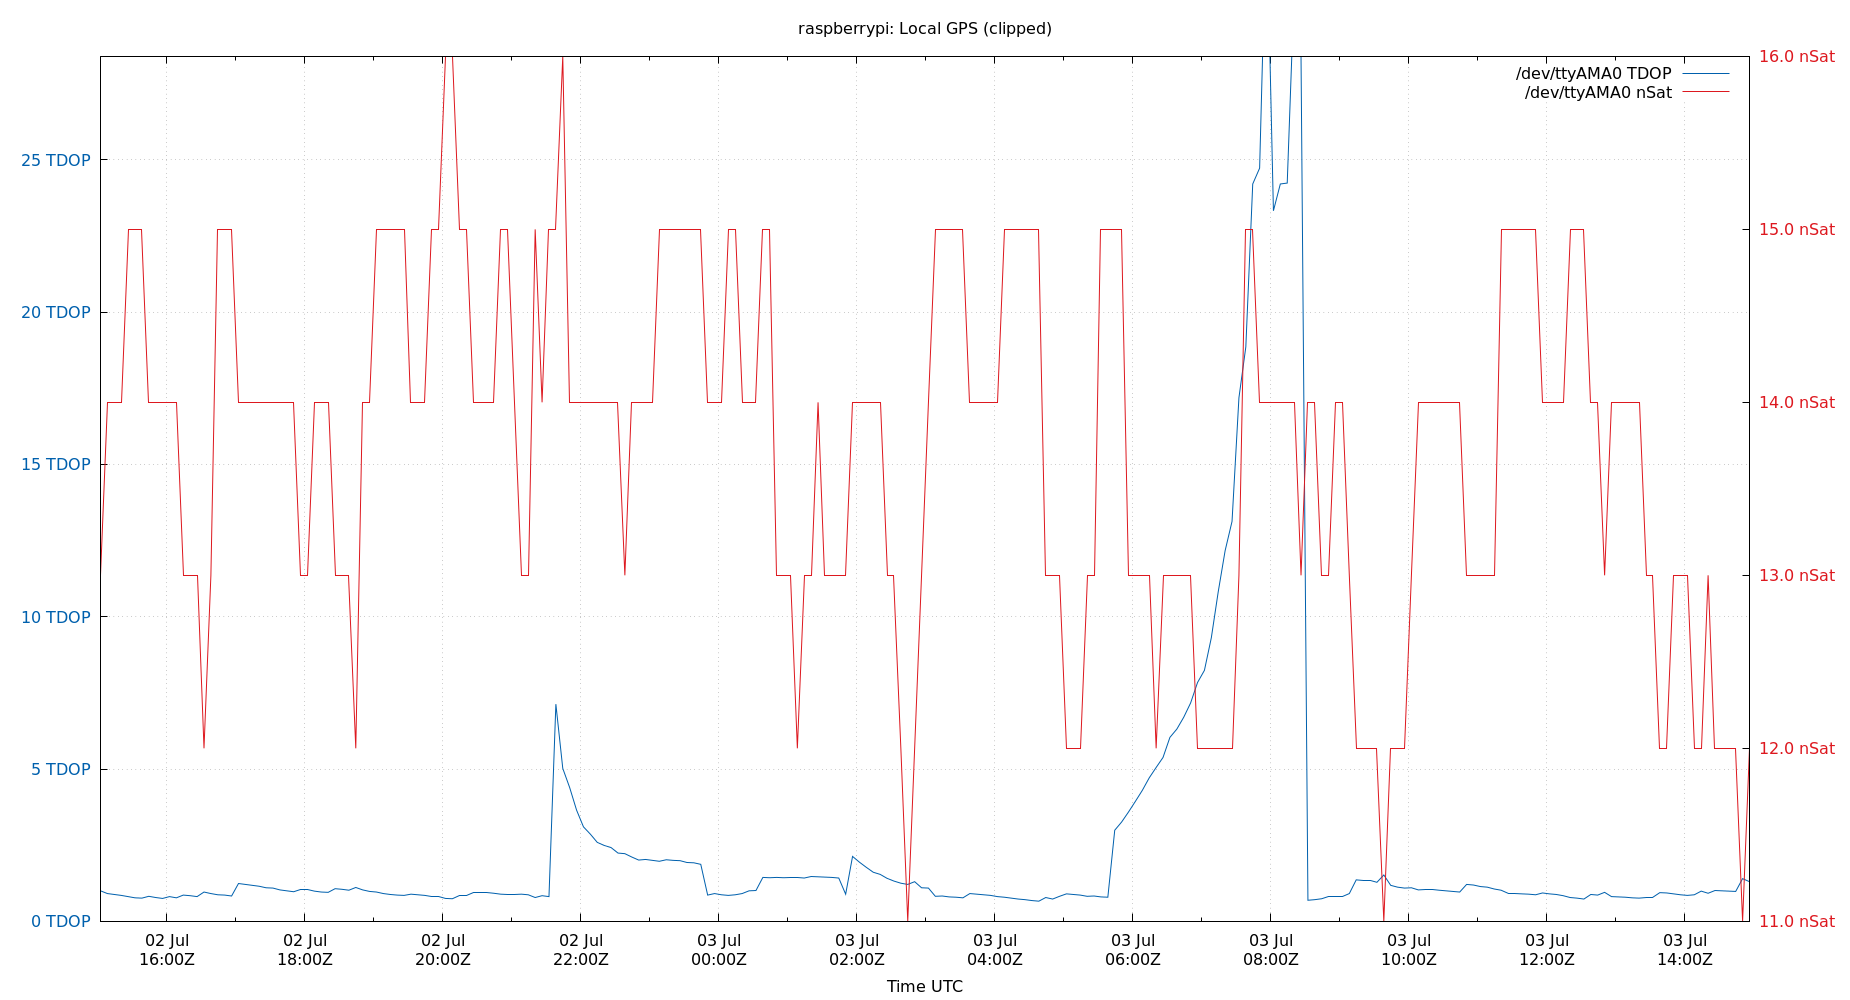 raspberrypi: Local GPS (clipped)
16.0 nSat
/dev/ttyAMA0 TDOP
/dev/ttyAMA0 nSat
25 TDOP
15.0 nSat
20 TDOP
14.0 nSat
15 TDOP
13.0 nSat
10 TDOP
12.0 nSat
5 TDOP
0 TDOP
11.0 nSat
02 Jul 02 Jul 02 Jul 02 Jul 03 Jul 03 Jul 03 Jul 03 Jul 03 Jul 03 Jul 03 Jul 03 Jul
16:00Z 18:00Z 20:00Z 22:00Z 00:00Z 02:00Z 04:00Z 06:00Z 08:00Z 10:00Z 12:00Z 14:00Z
Time UTC